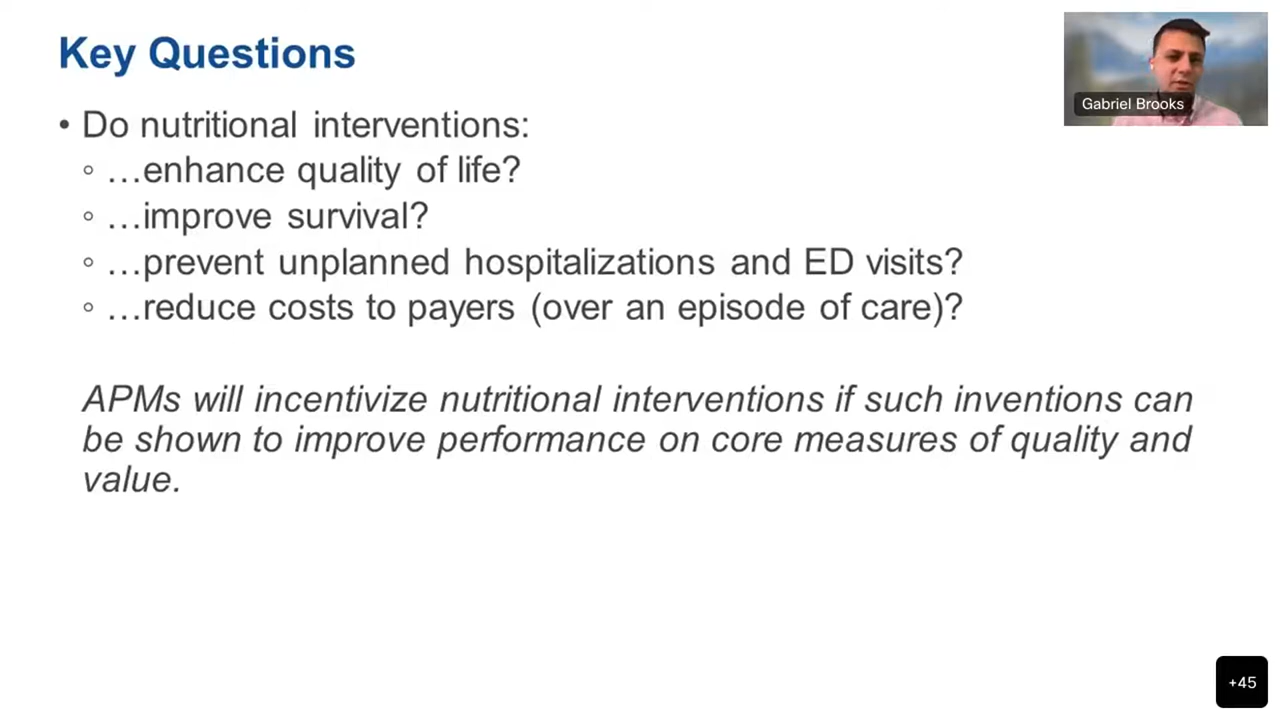 Key Questions
• Do nutritional interventions:
◦ …enhance quality of life?
◦ …improve survival?
◦ …prevent unplanned hospitalizations and ED visits?
◦ …reduce costs to payers (over an episode of care)?
APMs will incentivize nutritional interventions if such inventions can
be shown to improve performance on core measures of quality and
value.
Gabriel Brooks
+45